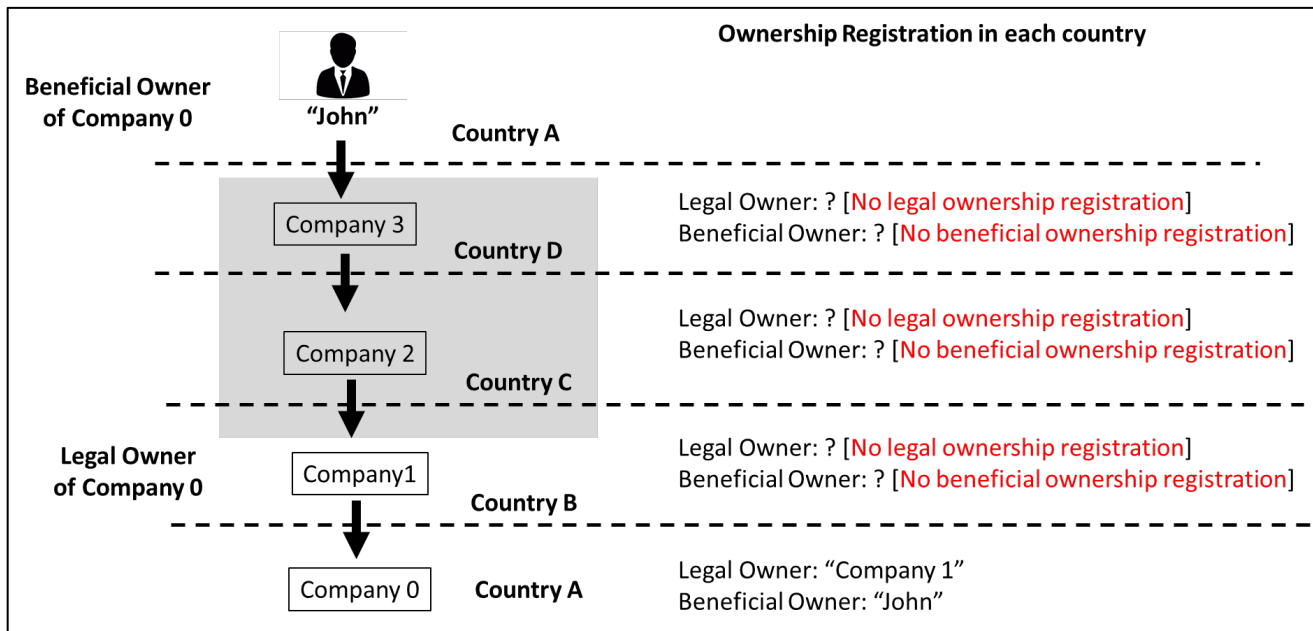 Ownership Registration in each country
Beneficial Owner
of Company 0
“John”
Country A
Legal Owner: ? [No legal ownership registration]
Beneficial Owner: ? [No beneficial ownership registration]
Company 3
Country D
Legal Owner: ? [No legal ownership registration]
Beneficial Owner: ? [No beneficial ownership registration]
Company 2
Country C
Legal Owner: ? [No legal ownership registration]
Beneficial Owner: ? [No beneficial ownership registration]
Legal Owner
of Company 0
Company1
Country B
Legal Owner: “Company 1”
Beneficial Owner: “John”
Company 0
Country A